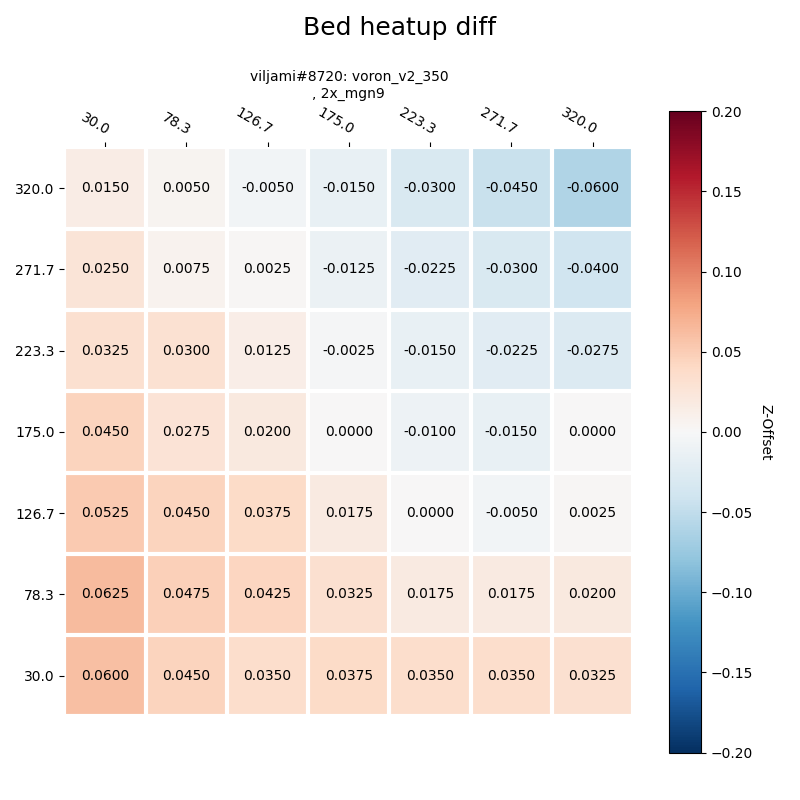 Bed heatup diff
viljami#8720: voron_v2_350
, 2x_mgn9
30.0 78.3 126.7 175.0 223.3 271.7 320.0
320.0 0.0150 0.0050 -0.0050 -0.0150 -0.0300 -0.0450 -0.0600
271.7 0.0250 0.0075 0.0025 -0.0125 -0.0225 -0.0300 -0.0400
223.3 0.0325 0.0300 0.0125 -0.0025 -0.0150 -0.0225 -0.0275
175.0 0.0450 0.0275 0.0200 0.0000 -0.0100 -0.0150 0.0000
126.7 0.0525 0.0450 0.0375 0.0175 0.0000 -0.0050 0.0025
78.3 0.0625 0.0475 0.0425 0.0325 0.0175 0.0175 0.0200
30.0 0.0600 0.0450 0.0350 0.0375 0.0350 0.0350 0.0325
0.20
0.15
0.10
0.05
0.00
−0.05
−0.10
−0.15
−0.20
Z-Offset